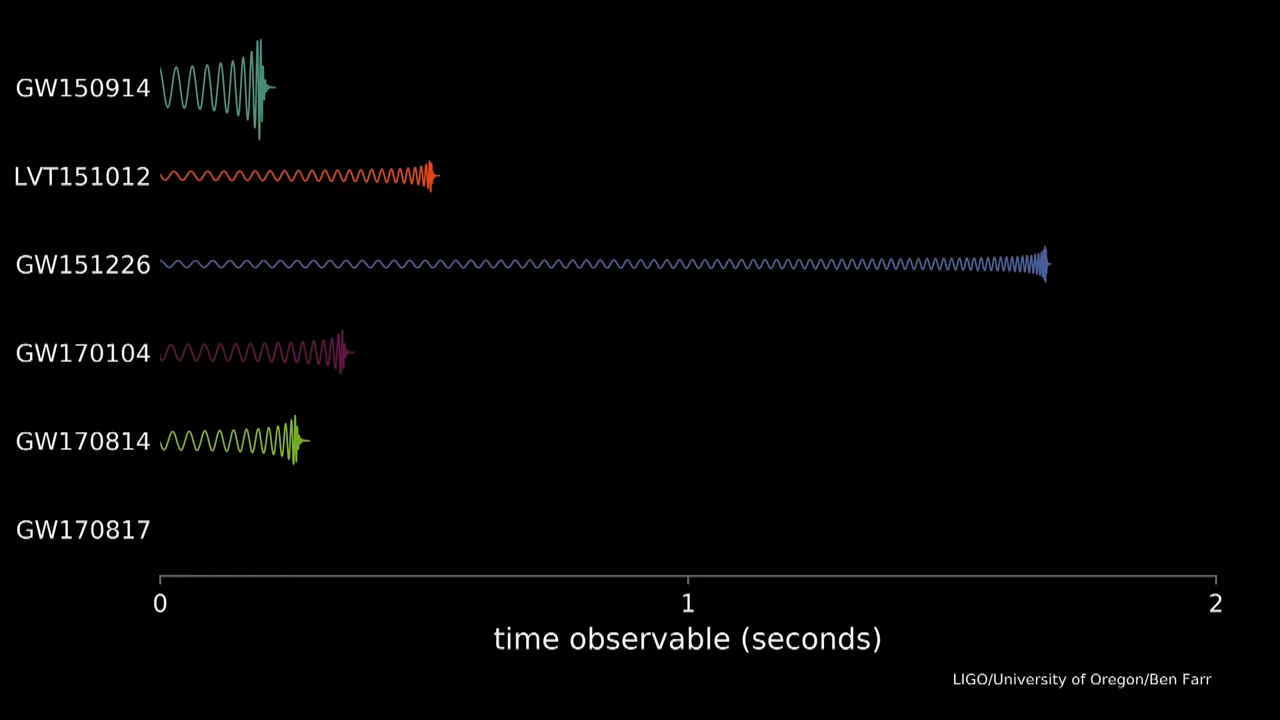 GW150914
LVT151012
GW151226
GW170104
GW170814
GW170817
0 1 2
time observable (seconds)
LIGO/University of Oregon/Ben Farr